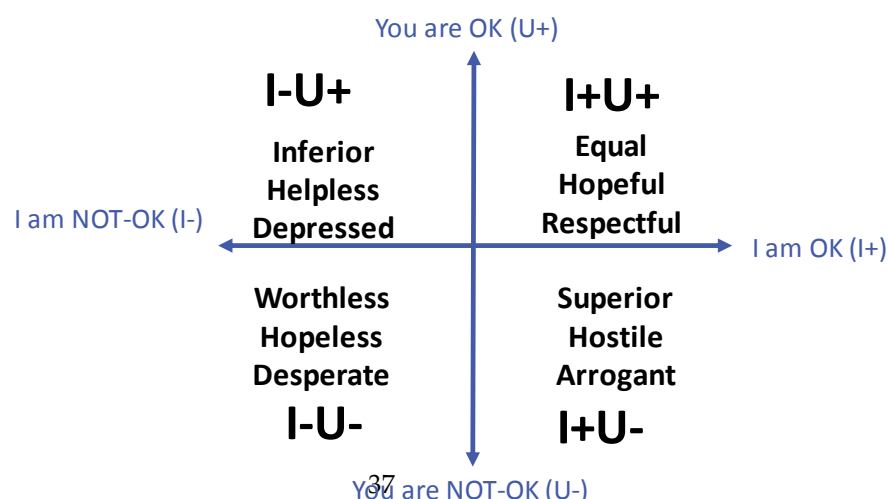 You are OK (U+)
I-U+
I+U+
Inferior
Helpless
Depressed
Equal
Hopeful
Respectful
I am NOT-OK (I-)
I am OK (I+)
Worthless
Hopeless
Desperate
Superior
Hostile
Arrogant
I-U-
I+U-
37
You are NOT-OK (U-)